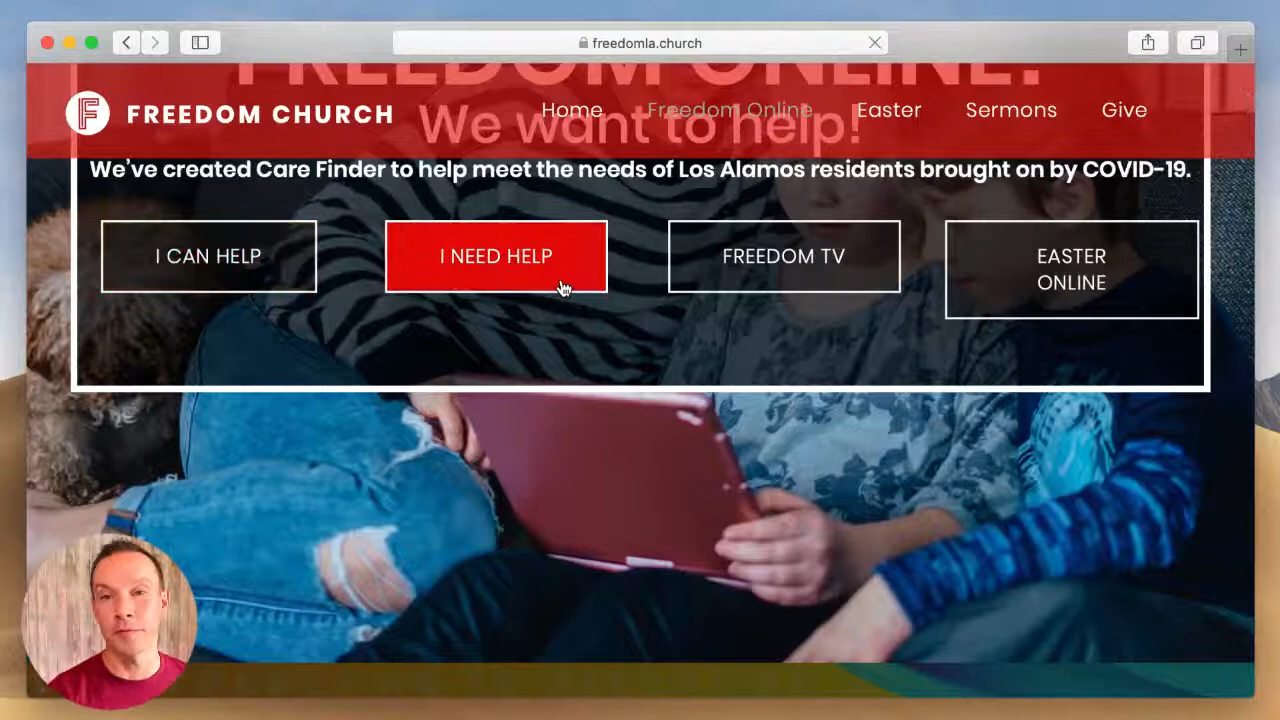 freedomla.church
FREEDOM ONLINE!
FREEDOM CHURCH
Home
Freedom Online
Easter
Sermons
Give
We want to help!
We've created Care Finder to help meet the needs of Los Alamos residents brought on by COVID-19.
I CAN HELP
I NEED HELP
FREEDOM TV
EASTER
ONLINE